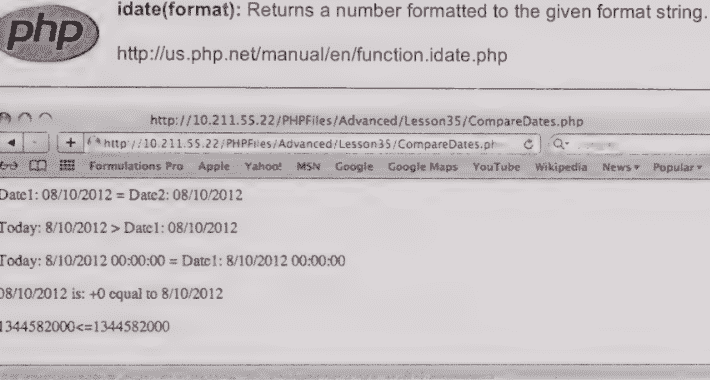 php
idate(format): Returns a number formatted to the given format string.
http://us.php.net/manual/en/function.idate.php
http://10.211.55.22/PHPFiles/Advanced/Lesson35/CompareDates.php
http://10.211.55.22/PHPFiles/Advanced/Lesson35/CompareDates.ph
Formulations Pro Apple Yahoo! MSN Google Google Maps YouTube Wikipedia News Popular
Date1: 08/10/2012 = Date2: 08/10/2012
Today: 8/10/2012 > Date1: 08/10/2012
Today: 8/10/2012 00:00:00 = Date1: 8/10/2012 00:00:00
08/10/2012 is: +0 equal to 8/10/2012
1344582000<=1344582000